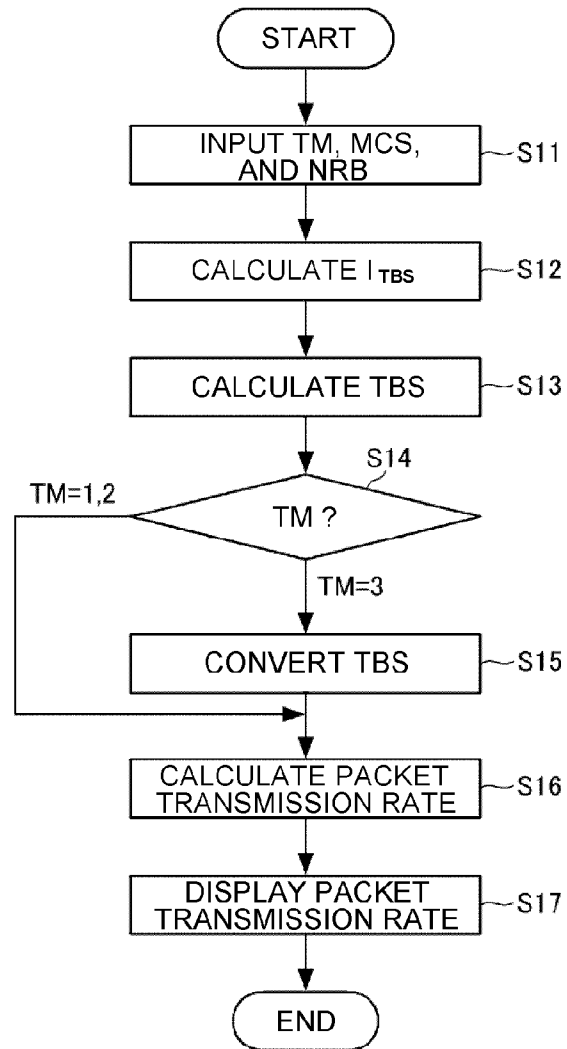 START
INPUT TM, MCS,
AND NRB
S11
CALCULATE I TBS
S12
CALCULATE TBS
S13
S14
TM=1,2
TM ?
TM=3
CONVERT TBS
S15
CALCULATE PACKET
TRANSMISSION RATE
S16
DISPLAY PACKET
TRANSMISSION RATE
S17
END